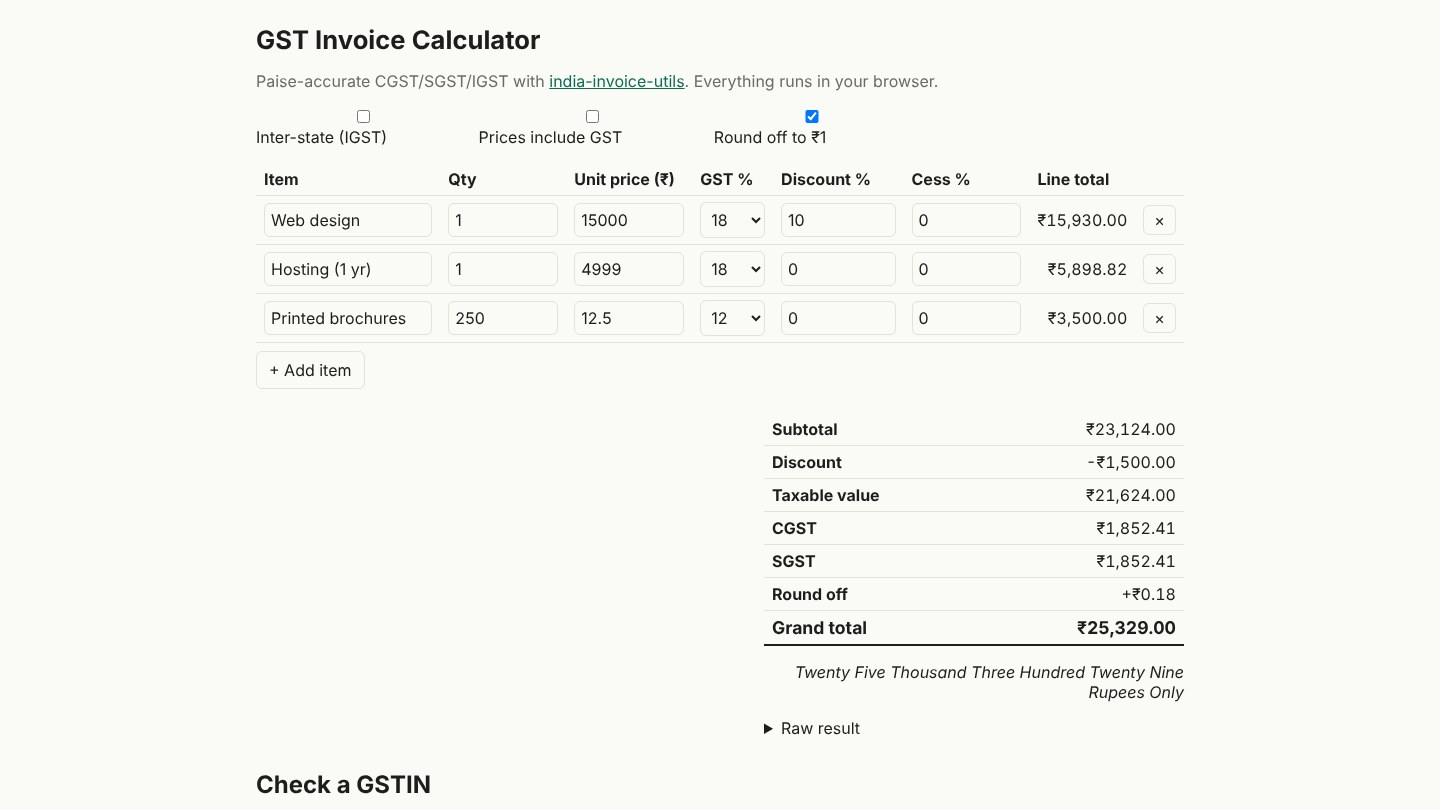 GST Invoice Calculator
Paise-accurate CGST/SGST/IGST with india-invoice-utils. Everything runs in your browser.
Inter-state (IGST) Prices include GST Round off to ₹1
Item Qty Unit price (₹) GST % Discount % Cess % Line total
Web design 1 15000 18 10 0 ₹15,930.00 ×
Hosting (1 yr) 1 4999 18 0 0 ₹5,898.82 ×
Printed brochures 250 12.5 12 0 0 ₹3,500.00 ×
+ Add item
Subtotal ₹23,124.00
Discount -₹1,500.00
Taxable value ₹21,624.00
CGST ₹1,852.41
SGST ₹1,852.41
Round off +₹0.18
Grand total ₹25,329.00
Twenty Five Thousand Three Hundred Twenty Nine
Rupees Only
Raw result
Check a GSTIN